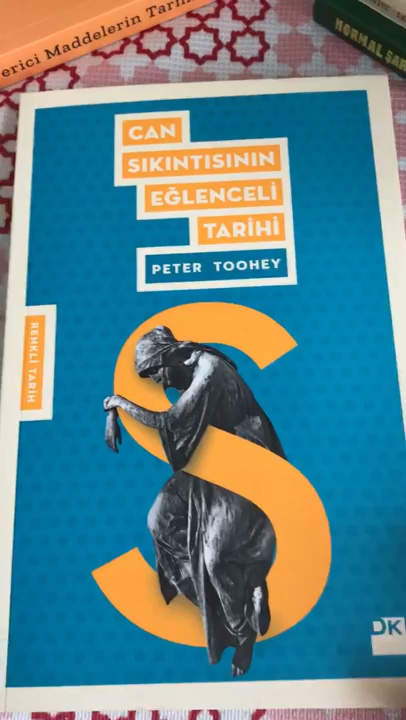 erici Maddelerin Tarih
NORMAL
CAN
SIKINTISININ
EĞLENCELİ
TARİHİ
PETER TOOHEY
RENKLİ TARİH
S
DK